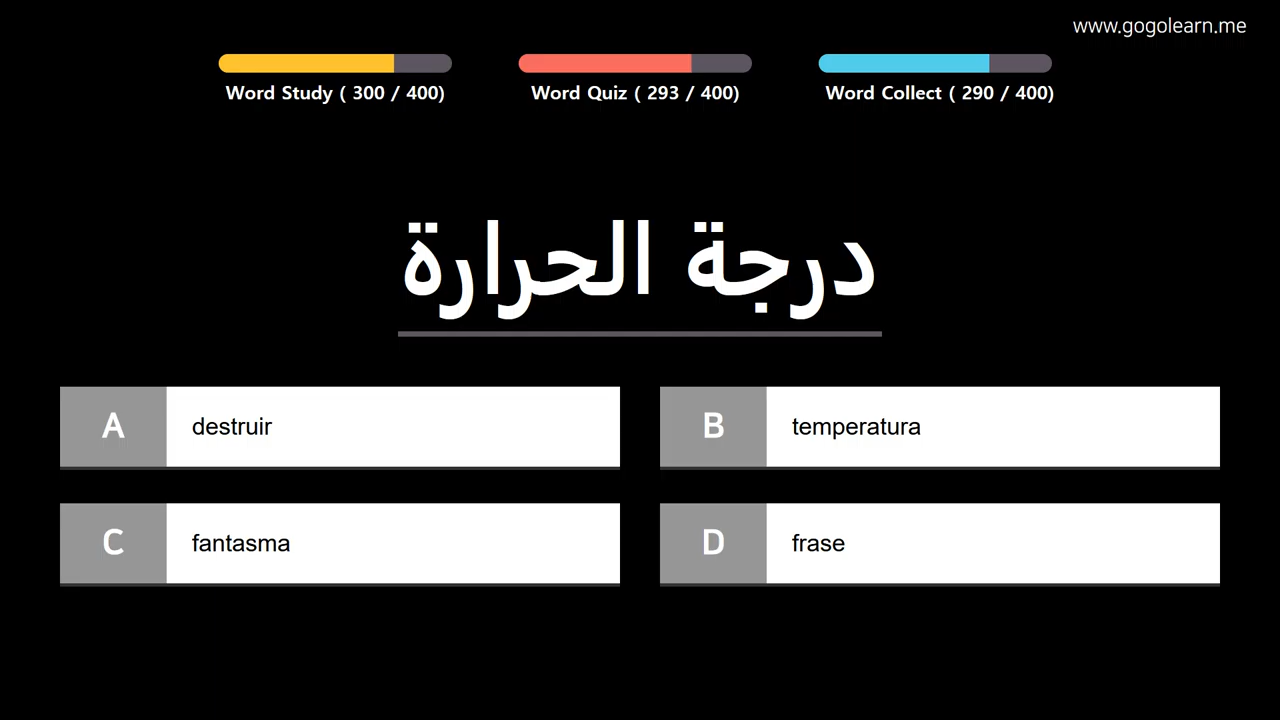 www.gogolearn.me
Word Study ( 300 / 400)
Word Quiz ( 293 / 400)
Word Collect ( 290 / 400)
درجة الحرارة
A destruir
B temperatura
C fantasma
D frase